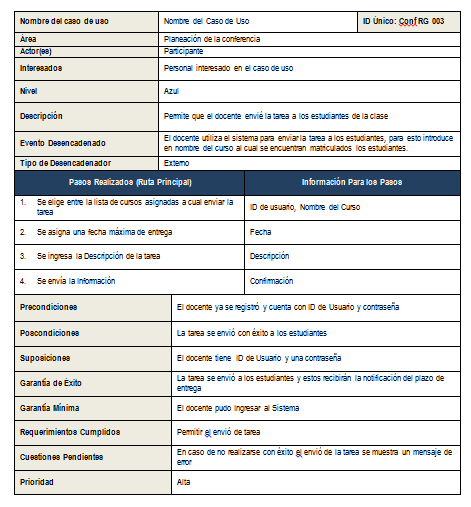 Nombre del caso de uso Nombre del Caso de Uso ID Único: Conf RG 003
Área Planeación de la conferencia
Actor(es) Participante
Interesados Personal interesado en el caso de uso
Nivel Azul
Descripción Permite que el docente envié la tarea a los estudiantes de la clase
Evento Desencadenado El docente utiliza el sistema para enviar la tarea a los estudiantes, para esto introduce
en nombre del curso al cual se encuentran matriculados los estudiantes.
Tipo de Desencadenador Externo
Pasos Realizados (Ruta Principal) Información Para los Pasos
1. Se elige entre la lista de cursos asignadas a cual enviar la
tarea
ID de usuario, Nombre del Curso
2. Se asigna una fecha máxima de entrega Fecha
3. Se ingresa la Descripción de la tarea Descripción
4. Se envía la Información Confirmación
Precondiciones El docente ya se registró y cuenta con ID de Usuario y contraseña
Poscondiciones La tarea se envió con éxito a los estudiantes
Suposiciones El docente tiene ID de Usuario y una contraseña
Garantía de Éxito La tarea se envió a los estudiantes y estos recibirán la notificación del plazo de
entrega
Garantía Mínima El docente pudo Ingresar al Sistema
Requerimientos Cumplidos Permitir el envió de tarea
Cuestiones Pendientes En caso de no realizarse con éxito el envió de la tarea se muestra un mensaje de
error
Prioridad Alta